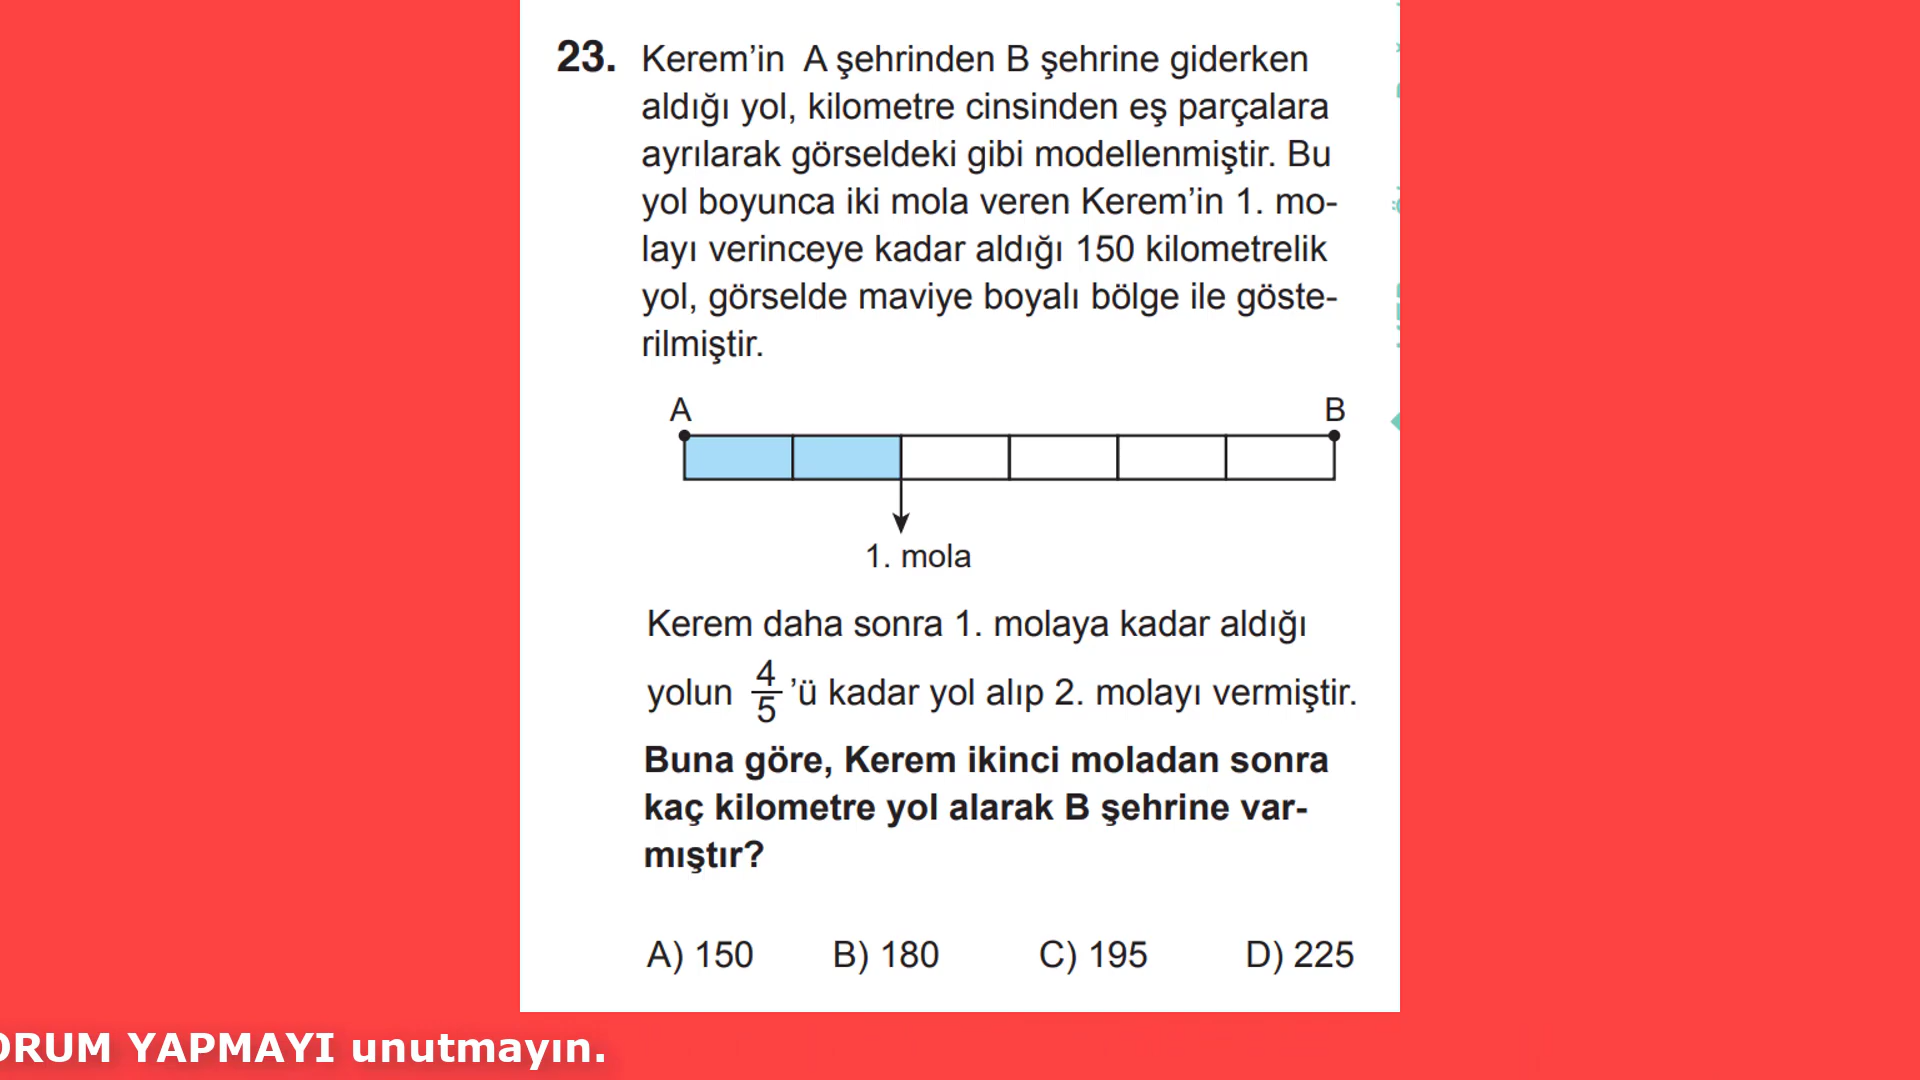 23. Kerem’in A şehrinden B şehrine giderken
aldığı yol, kilometre cinsinden eş parçalara
ayrılarak görseldeki gibi modellenmiştir. Bu
yol boyunca iki mola veren Kerem’in 1. mo-
layı verinceye kadar aldığı 150 kilometrelik
yol, görselde maviye boyalı bölge ile göste-
rilmiştir.
A B
1. mola
Kerem daha sonra 1. molaya kadar aldığı
yolun 4/5 ’ü kadar yol alıp 2. molayı vermiştir.
Buna göre, Kerem ikinci moladan sonra
kaç kilometre yol alarak B şehrine var-
mıştır?
A) 150 B) 180 C) 195 D) 225
ORUM YAPMAYI unutmayın.